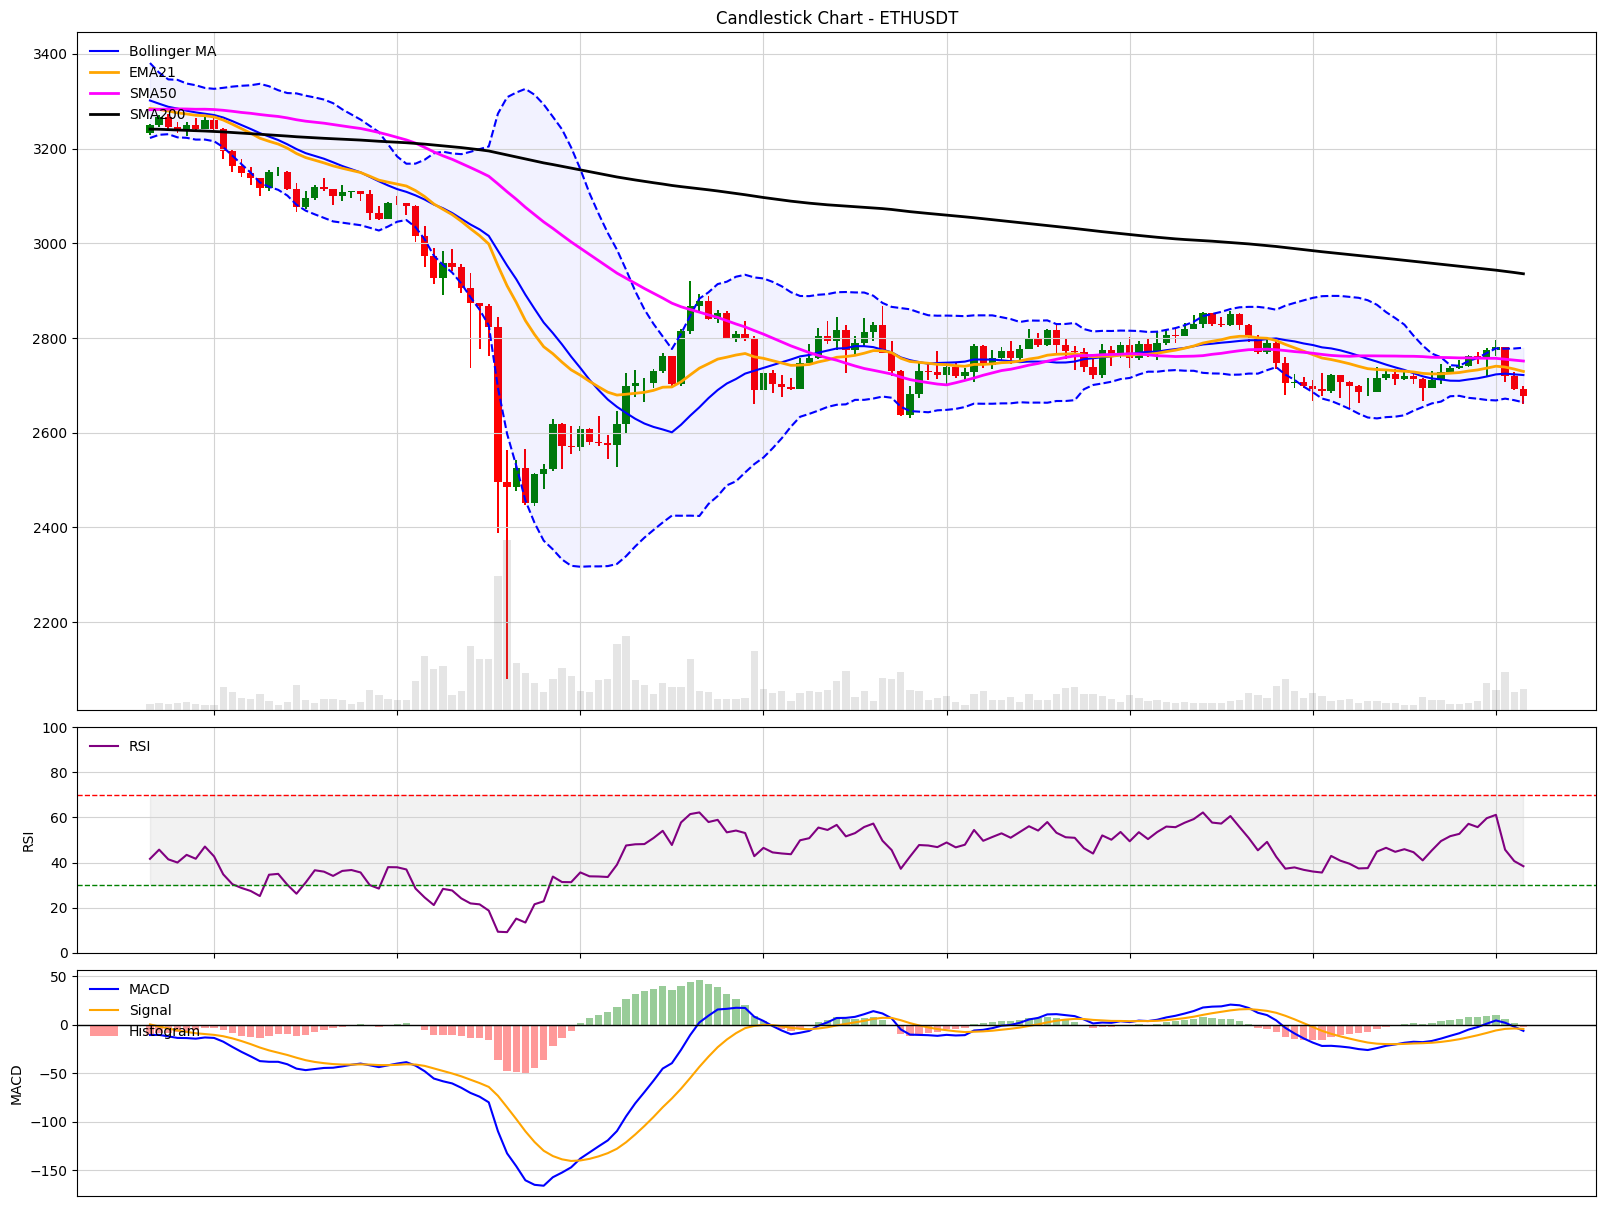 Candlestick Chart - ETHUSDT
Bollinger MA
EMA21
SMA50
SMA200
3400
3200
3000
2800
2600
2400
2200
RSI
RSI
100
80
60
40
20
0
MACD
Signal
Histogram
MACD
50
0
−50
−100
−150